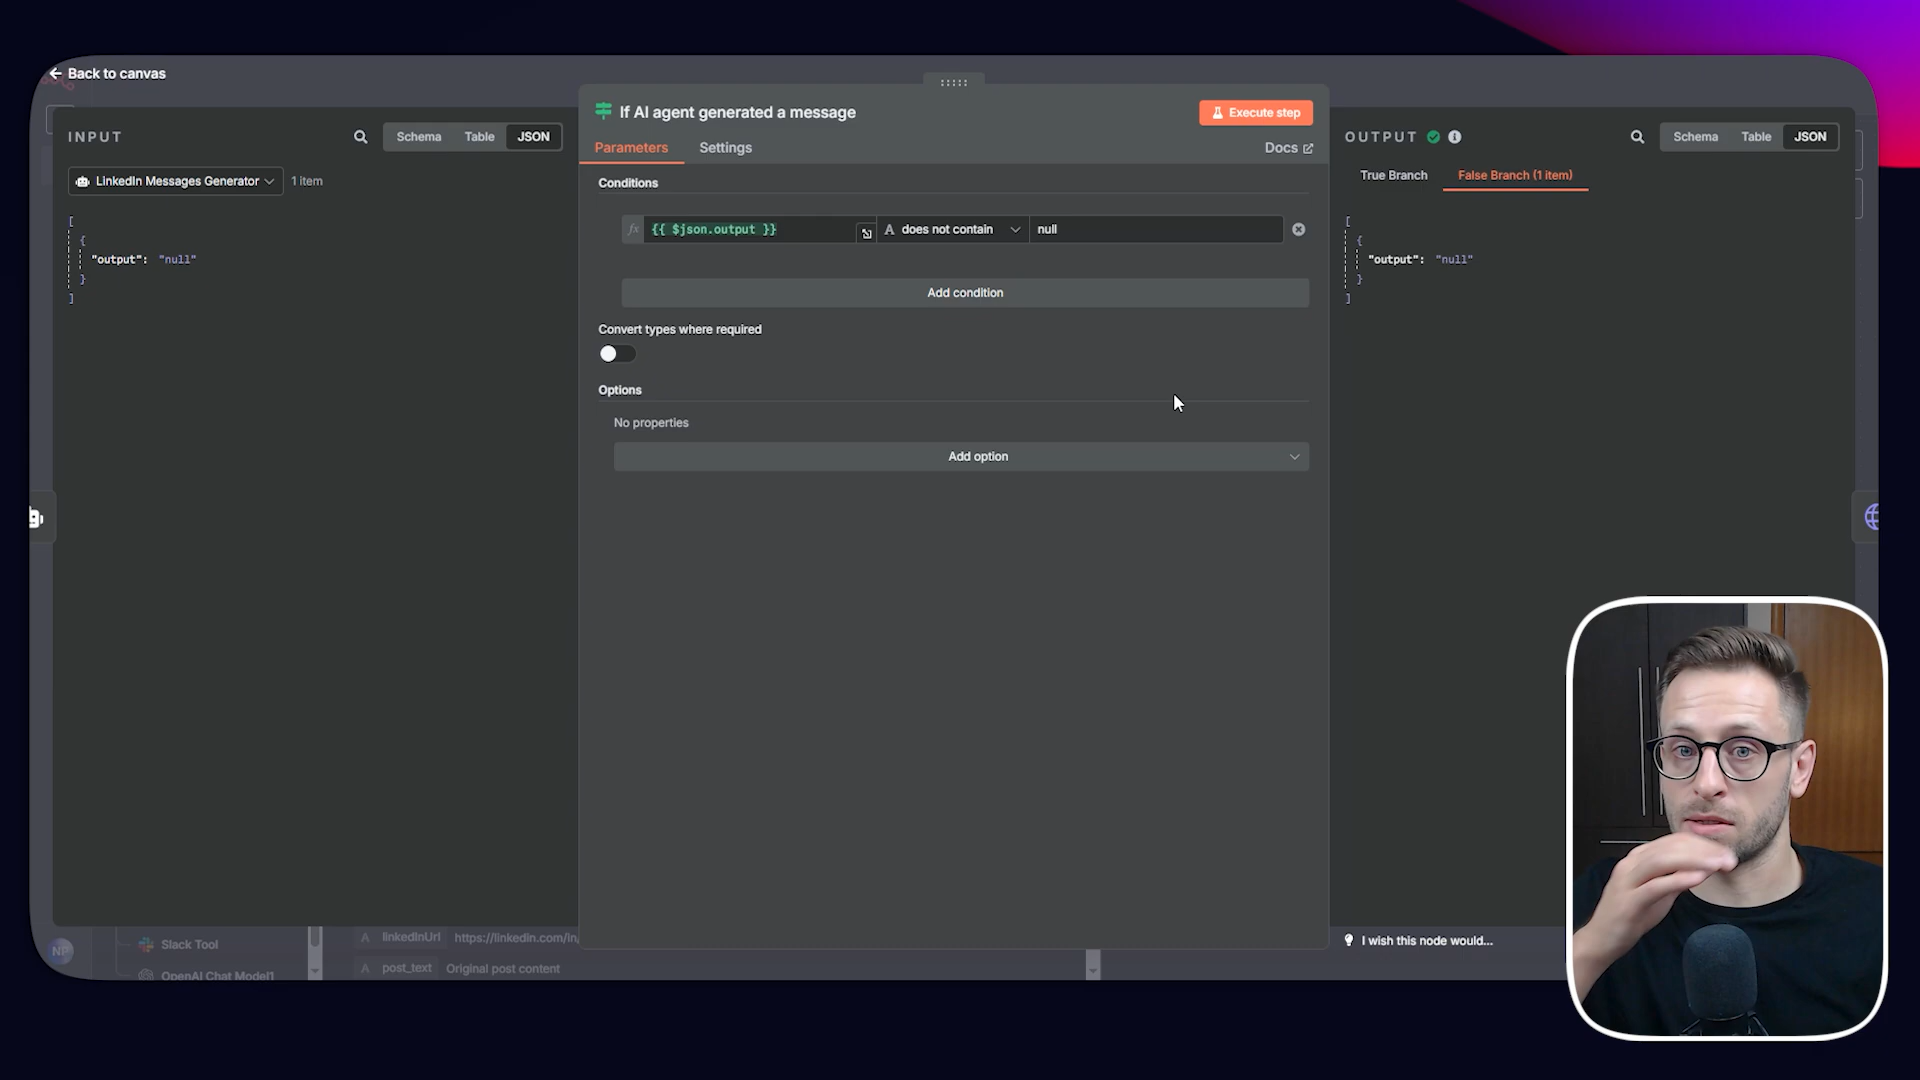 Back to canvas
INPUT
Schema
Table
JSON
LinkedIn Messages Generator
1 item
[
{
"output": "null"
}
]
If AI agent generated a message
Execute step
Parameters
Settings
Docs
Conditions
fx
{{ $json.output }}
A does not contain
null
Add condition
Convert types where required
Options
No properties
Add option
OUTPUT
Schema
Table
JSON
True Branch
False Branch (1 item)
[
{
"output": "null"
}
]
I wish this node would...
NP
Slack Tool
OpenAI Chat Model1
A linkedInUrl https://linkedin.com/in/
A post_text Original post content